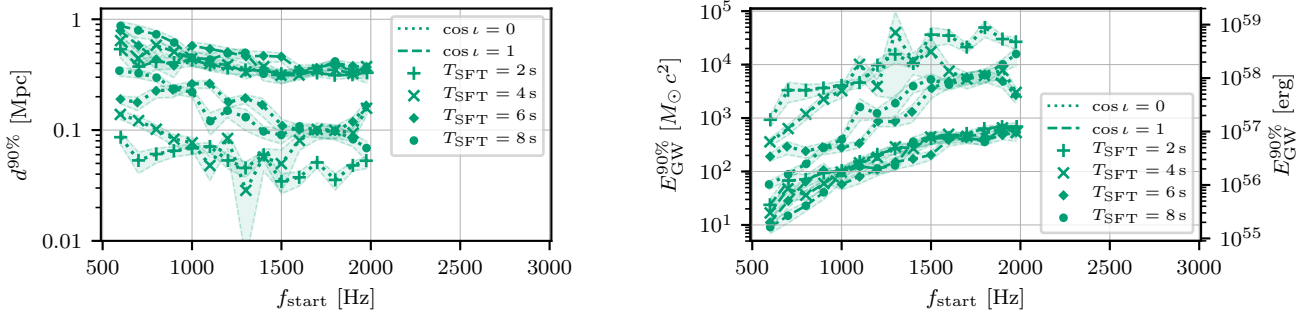 1
0.1
0.01
d^{90%} [Mpc]
500 1000 1500 2000 2500 3000
f_start [Hz]
cos ι = 0
cos ι = 1
T_SFT = 2 s
T_SFT = 4 s
T_SFT = 6 s
T_SFT = 8 s
10^5
10^4
10^3
10^2
10^1
E_GW^{90%} [M_⊙ c^2]
500 1000 1500 2000 2500 3000
f_start [Hz]
cos ι = 0
cos ι = 1
T_SFT = 2 s
T_SFT = 4 s
T_SFT = 6 s
T_SFT = 8 s
10^59
10^58
10^57
10^56
10^55
E_GW^{90%} [erg]